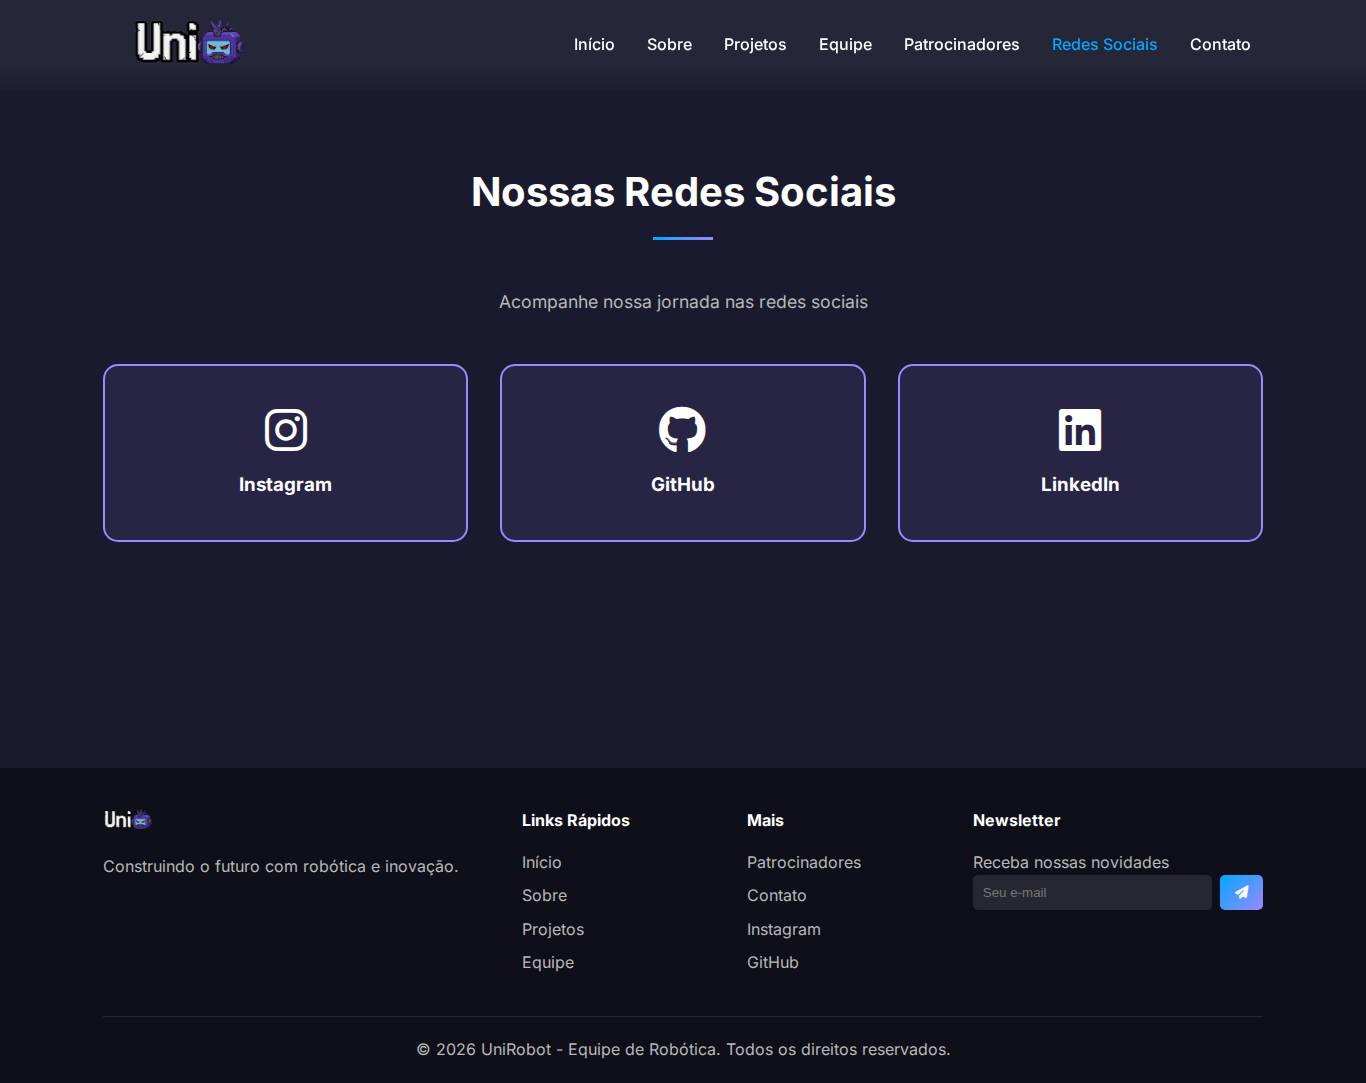 Uni
Início Sobre Projetos Equipe Patrocinadores Redes Sociais Contato
Nossas Redes Sociais
Acompanhe nossa jornada nas redes sociais
Instagram
GitHub
LinkedIn
Uni
Construindo o futuro com robótica e inovação.
Links Rápidos
Início
Sobre
Projetos
Equipe
Mais
Patrocinadores
Contato
Instagram
GitHub
Newsletter
Receba nossas novidades
Seu e-mail
© 2026 UniRobot - Equipe de Robótica. Todos os direitos reservados.